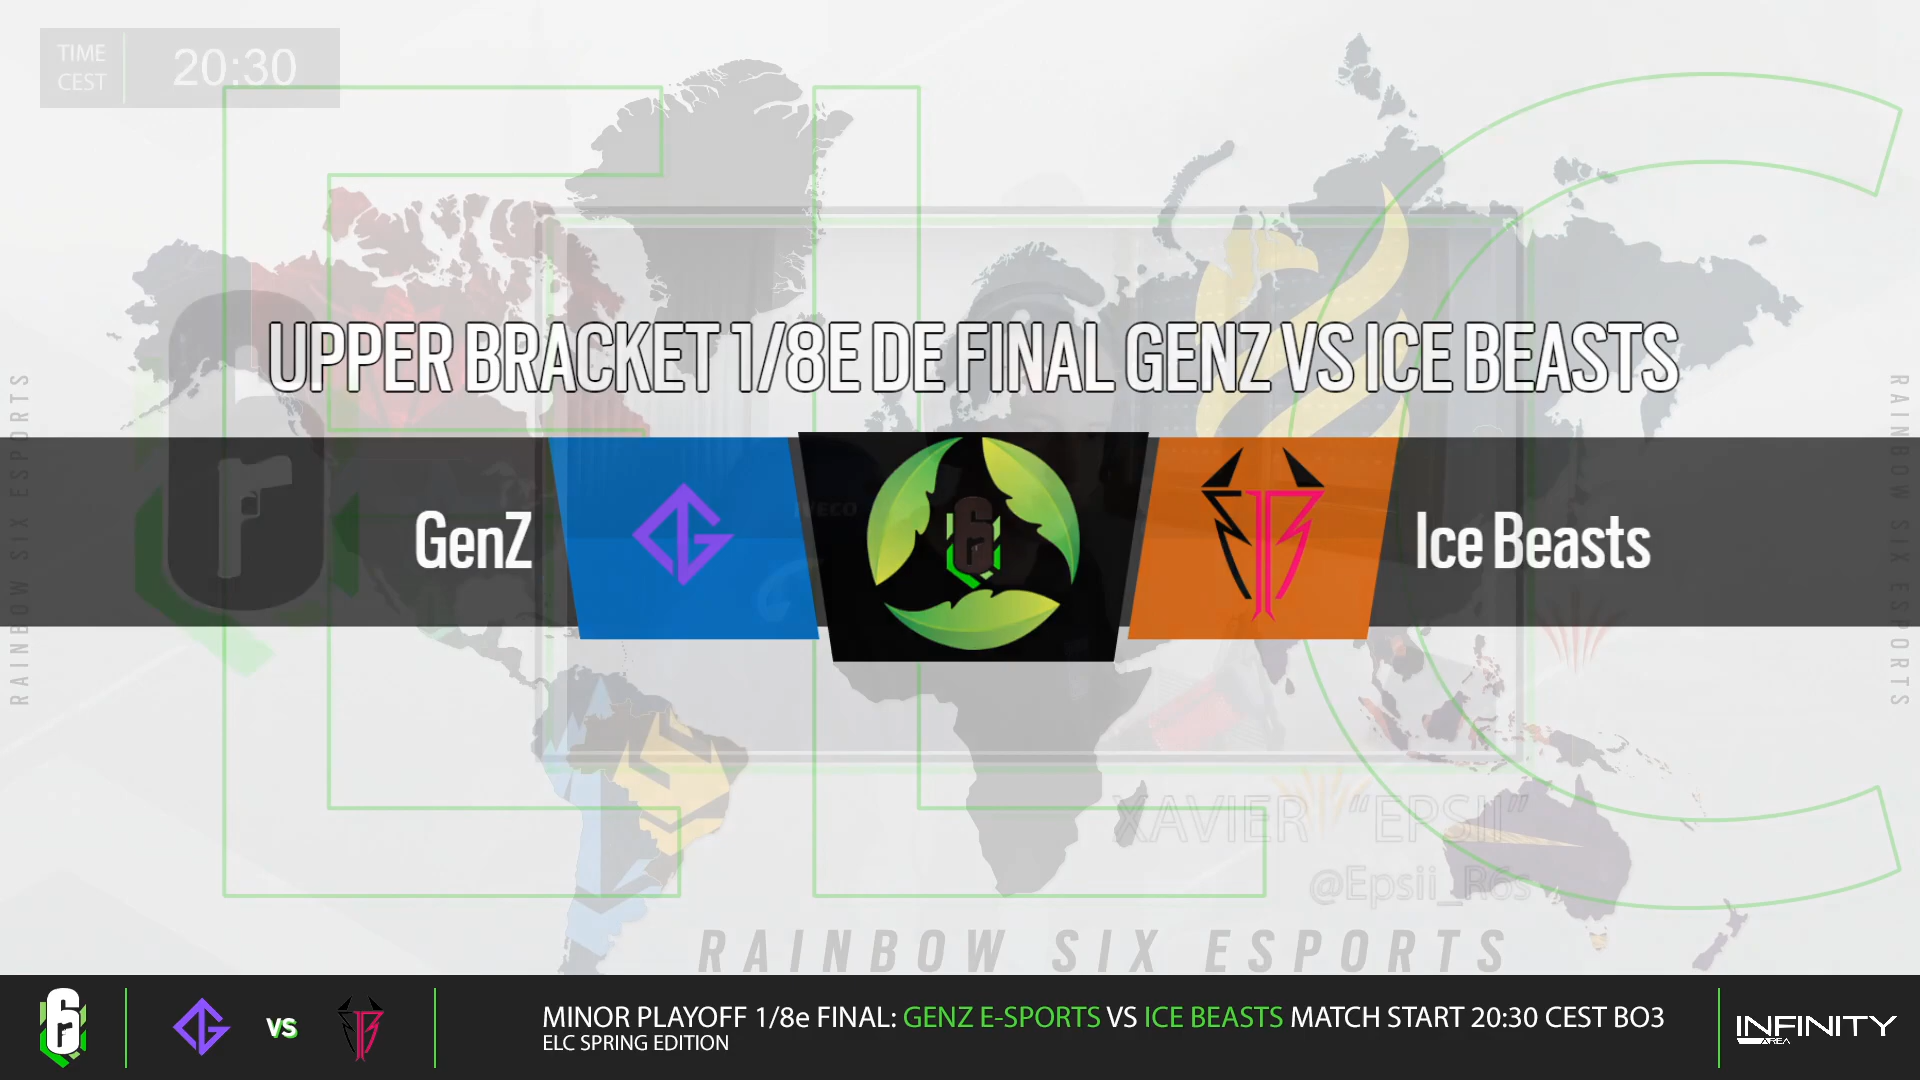 TIME
CEST
20:30
UPPER BRACKET 1/8E DE FINAL GENZ VS ICE BEASTS
RAINBOW SIX ESPORTS
RAINBOW SIX ESPORTS
GenZ
IVECO
Ice Beasts
XAVIER "EPSII"
@Epsii_R6s
RAINBOW SIX ESPORTS
VS
MINOR PLAYOFF 1/8e FINAL: GENZ E-SPORTS VS ICE BEASTS MATCH START 20:30 CEST BO3
ELC SPRING EDITION
INFINITY
AREA